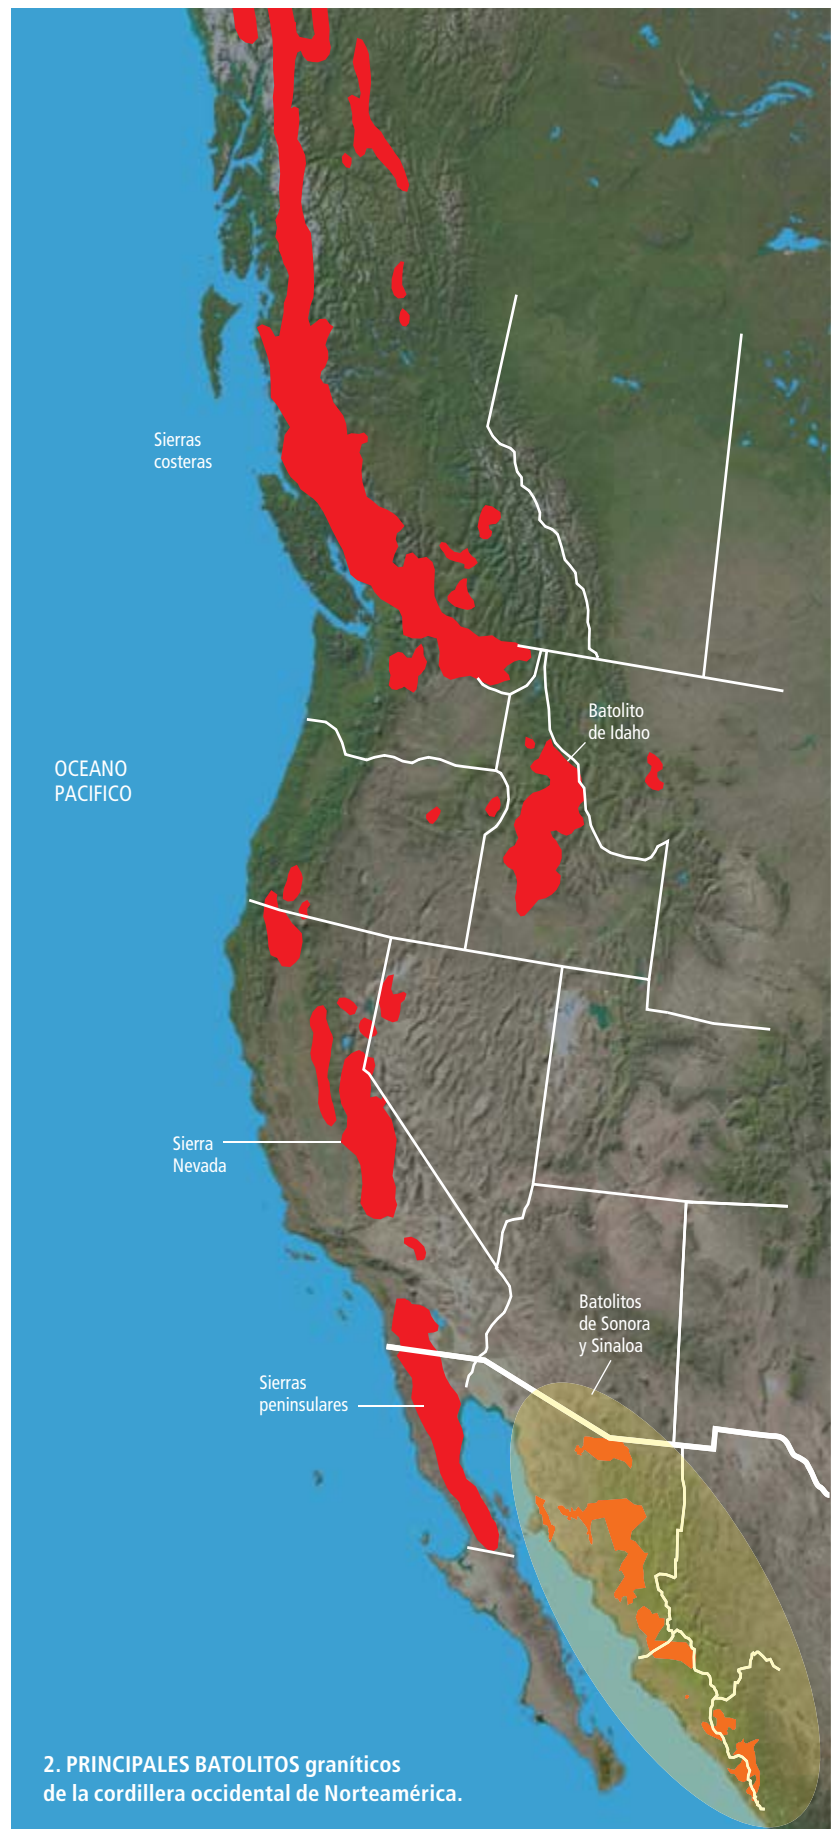 Sierras
costeras
Batolito
de Idaho
OCEANO
PACIFICO
Sierra
Nevada
Batolitos
de Sonora
y Sinaloa
Sierras
peninsulares
2. PRINCIPALES BATOLITOS graníticos
de la cordillera occidental de Norteamérica.